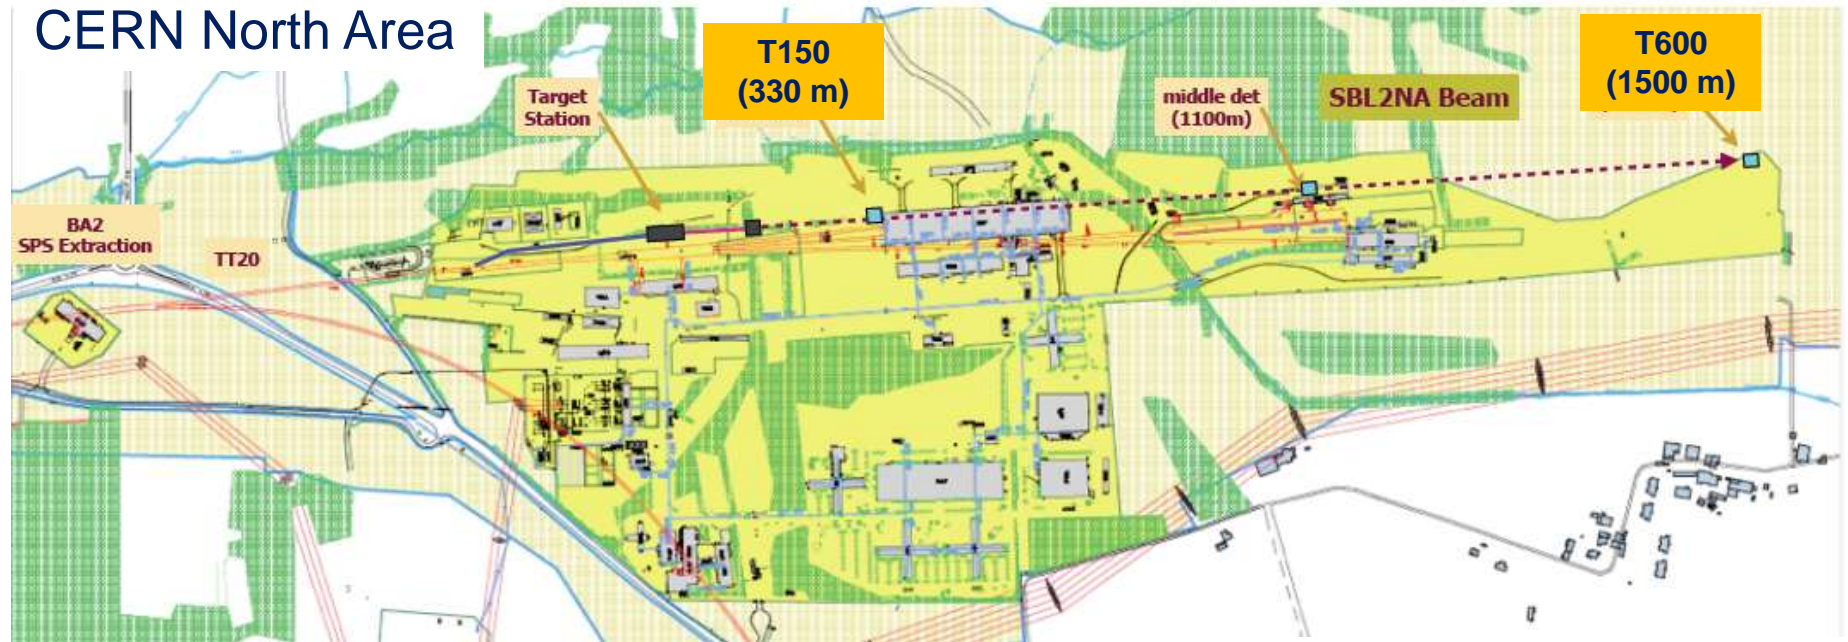 CERN North Area
T150
(330 m)
T600
(1500 m)
Target
Station
middle det
(1100m)
SBL2NA Beam
BA2
SPS Extraction
TT20